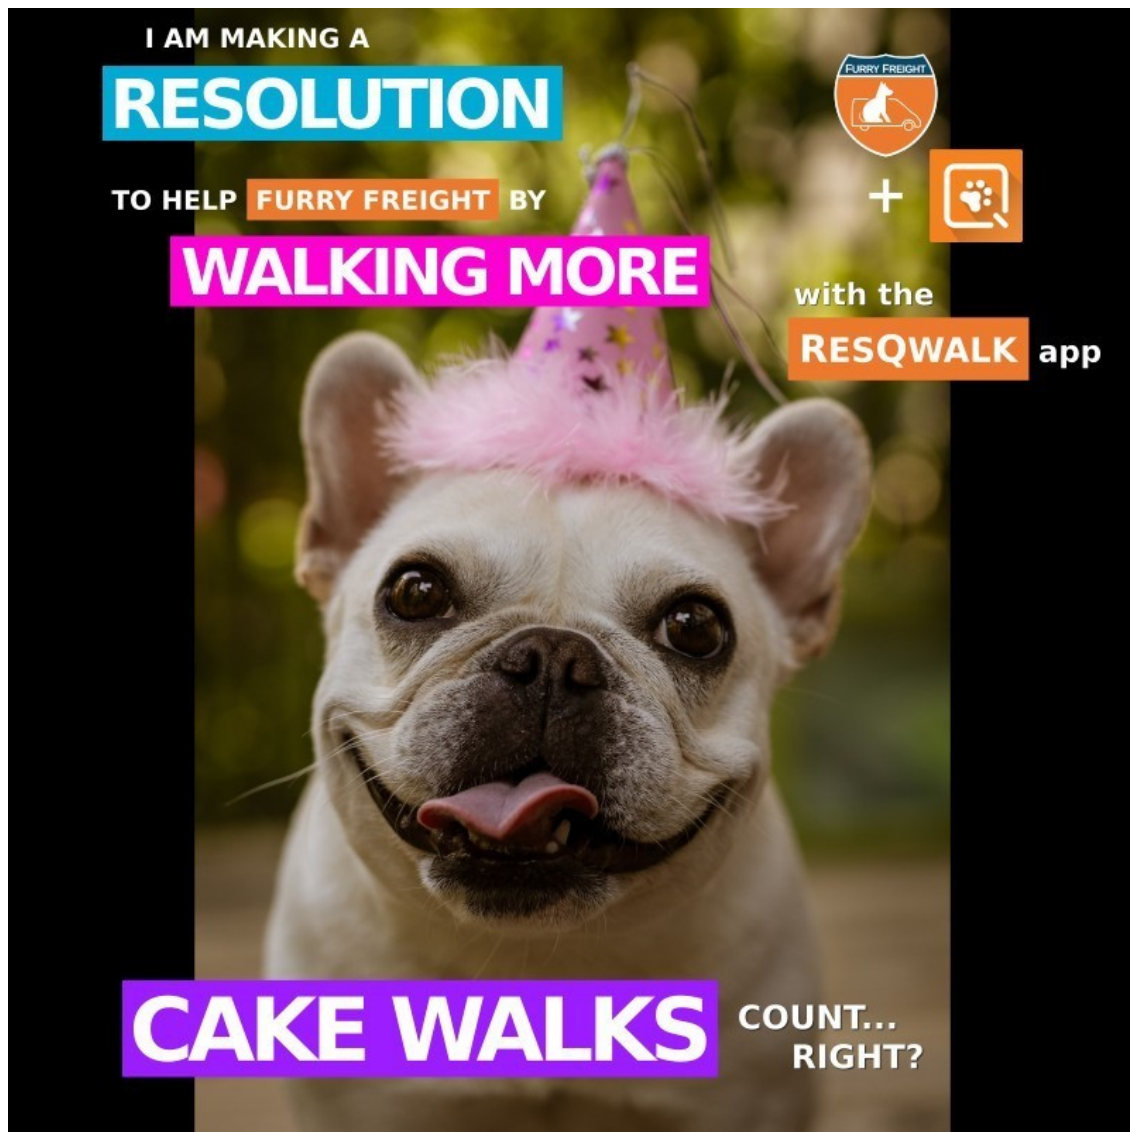 I AM MAKING A
RESOLUTION
TO HELP FURRY FREIGHT BY
WALKING MORE
FURRY FREIGHT
+
with the
RESQWALK app
CAKE WALKS COUNT...
RIGHT?